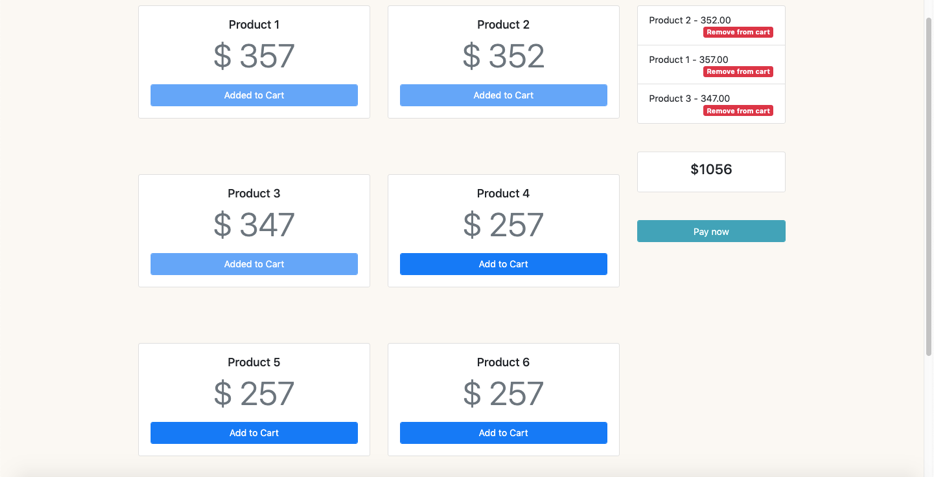 Product 1
$ 357
Added to Cart
Product 2
$ 352
Added to Cart
Product 3
$ 347
Added to Cart
Product 4
$ 257
Add to Cart
Product 5
$ 257
Add to Cart
Product 6
$ 257
Add to Cart
Product 2 - 352.00
Remove from cart
Product 1 - 357.00
Remove from cart
Product 3 - 347.00
Remove from cart
$1056
Pay now